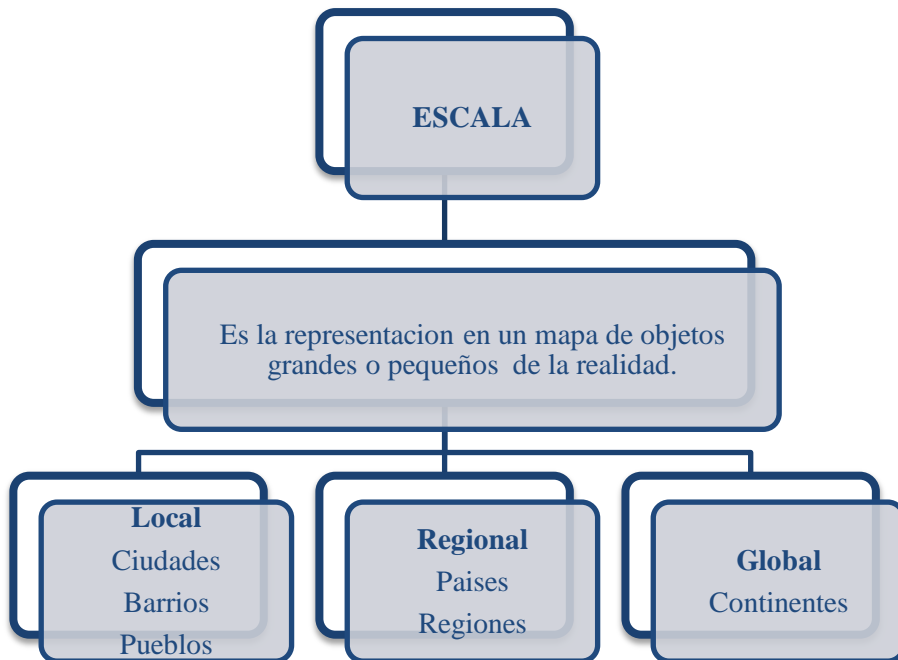 ESCALA
Es la representacion en un mapa de objetos
grandes o pequeños de la realidad.
Local
Ciudades
Barrios
Pueblos
Regional
Paises
Regiones
Global
Continentes